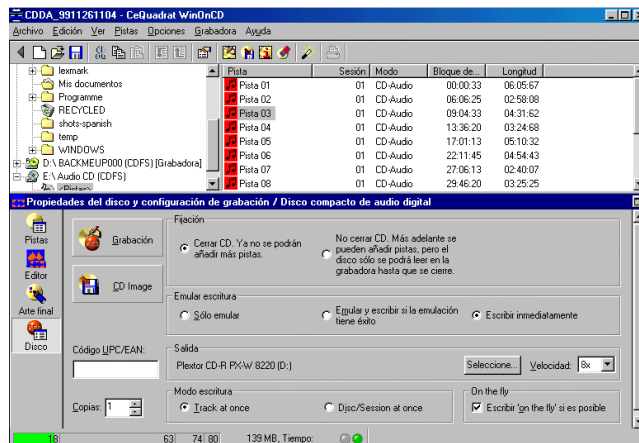 CDDA_9911261104 - CeQuadrat WinOnCD
Archivo Edición Ver Pistas Opciones Grabadora Ayuda
lexmark
Mis documentos
Programme
RECYCLED
shots-spanish
temp
WINDOWS
D:\ BACKMEUP000 (CDFS) [Grabadora]
E:\ Audio CD (CDFS)
<Pistas>
Pista Sesión Modo Bloque de... Longitud
Pista 01 01 CD-Audio 00:00:33 06:05:67
Pista 02 01 CD-Audio 06:06:25 02:58:08
Pista 03 01 CD-Audio 09:04:33 04:31:62
Pista 04 01 CD-Audio 13:36:20 03:24:68
Pista 05 01 CD-Audio 17:01:13 05:10:32
Pista 06 01 CD-Audio 22:11:45 04:54:43
Pista 07 01 CD-Audio 27:06:13 02:40:07
Pista 08 01 CD-Audio 29:46:20 03:25:25
Propiedades del disco y configuración de grabación / Disco compacto de audio digital
Pistas
Editor
Arte final
Disco
Grabación
CD Image
Código UPC/EAN:
Copias: 1
Fijación
Cerrar CD. Ya no se podrán
añadir más pistas.
No cerrar CD. Más adelante se
pueden añadir pistas, pero el
disco sólo se podrá leer en la
grabadora hasta que se cierre.
Emular escritura
Sólo emular
Emular y escribir si la emulación
tiene éxito
Escribir inmediatamente
Salida
Plextor CD-R PX-W 8220 (D:)
Seleccione...
Velocidad: 8x
Modo escritura
Track at once
Disc/Session at once
On the fly
Escribir 'on the fly' si es posible
18 63 74 80 139 MB, Tiempo: